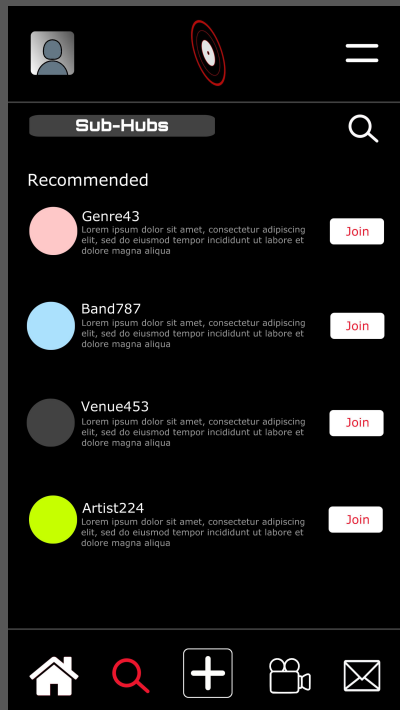 Sub-Hubs
Recommended
Genre43
Lorem ipsum dolor sit amet, consectetur adipiscing
elit, sed do eiusmod tempor incididunt ut labore et
dolore magna aliqua
Join
Band787
Lorem ipsum dolor sit amet, consectetur adipiscing
elit, sed do eiusmod tempor incididunt ut labore et
dolore magna aliqua
Join
Venue453
Lorem ipsum dolor sit amet, consectetur adipiscing
elit, sed do eiusmod tempor incididunt ut labore et
dolore magna aliqua
Join
Artist224
Lorem ipsum dolor sit amet, consectetur adipiscing
elit, sed do eiusmod tempor incididunt ut labore et
dolore magna aliqua
Join